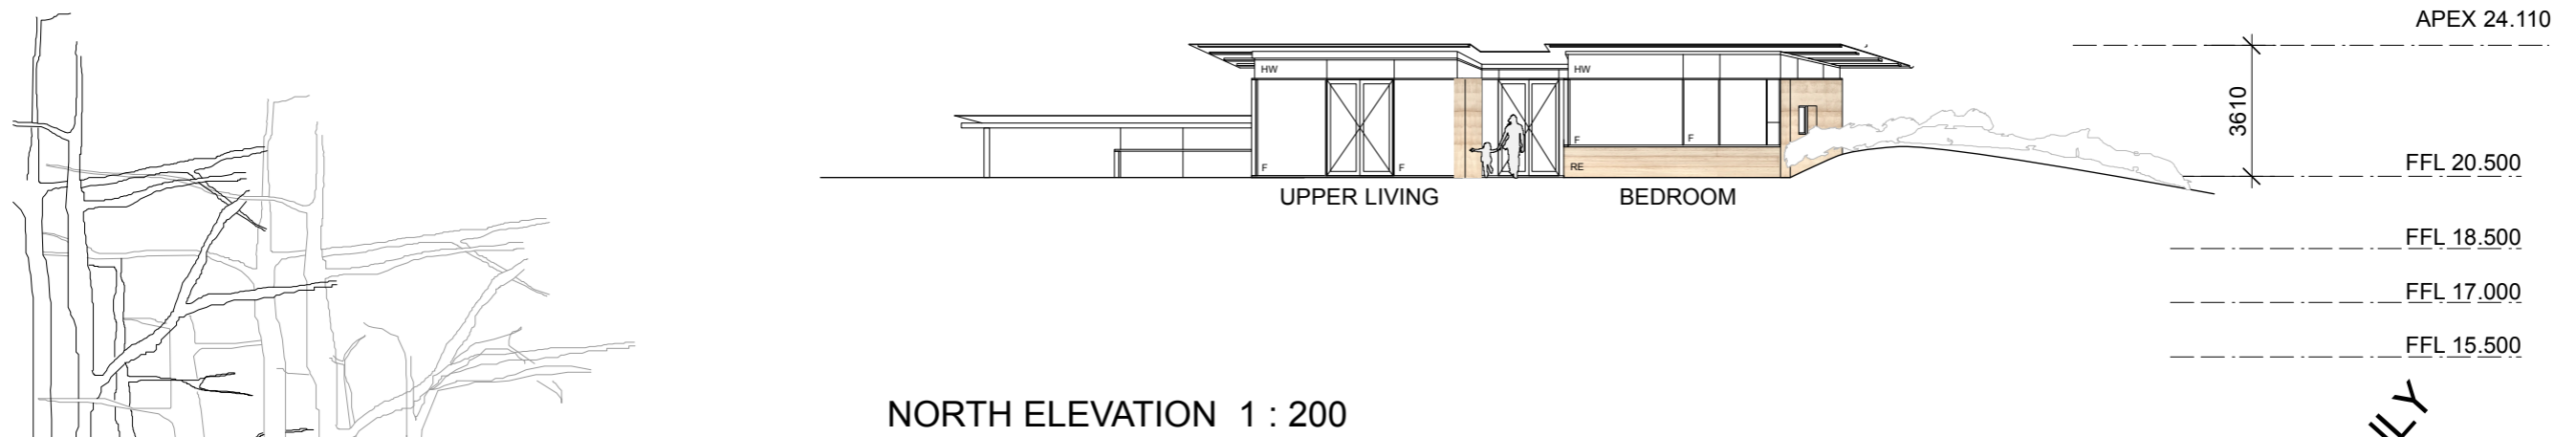 APEX 24.110
HW
HW
3610
F
F
F
F
RE
FFL 20.500
UPPER LIVING
BEDROOM
FFL 18.500
FFL 17.000
FFL 15.500
NORTH ELEVATION 1 : 200